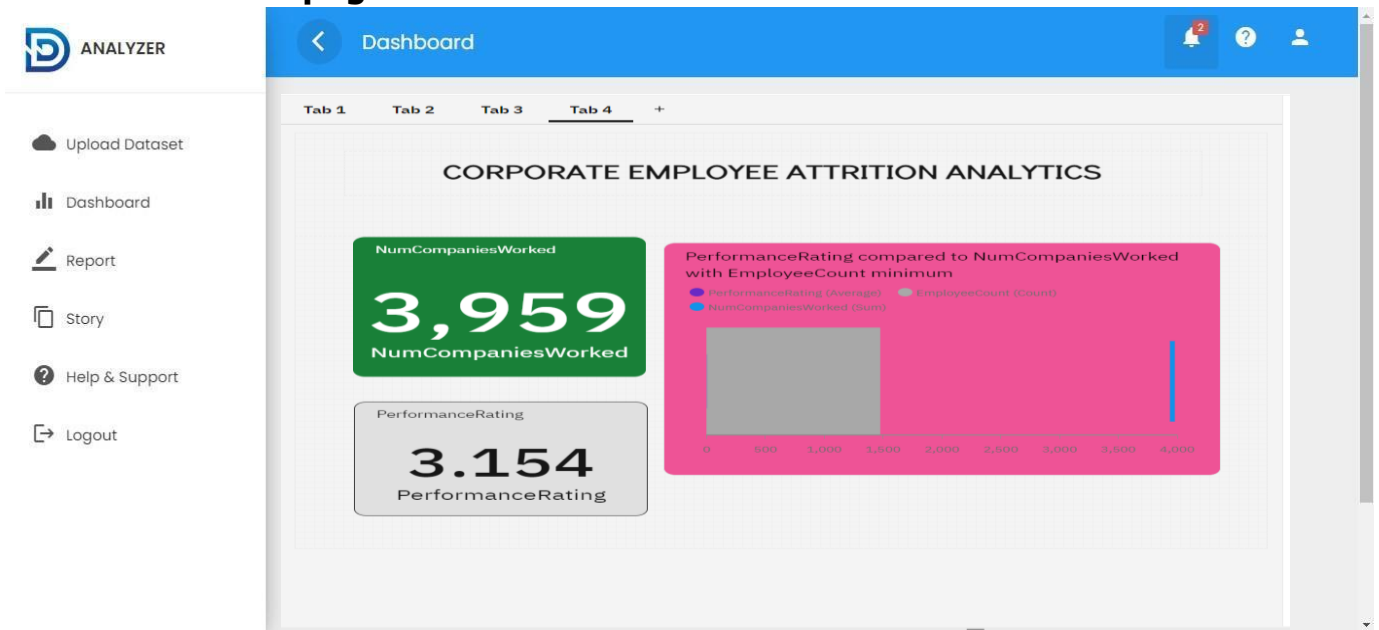 ANALYZER
Dashboard
2
Upload Dataset
Dashboard
Report
Story
Help & Support
Logout
Tab 1 Tab 2 Tab 3 Tab 4 +
CORPORATE EMPLOYEE ATTRITION ANALYTICS
NumCompaniesWorked
3,959
NumCompaniesWorked
PerformanceRating
3.154
PerformanceRating
PerformanceRating compared to NumCompaniesWorked
with EmployeeCount minimum
PerformanceRating (Average) EmployeeCount (Count)
NumCompaniesWorked (Sum)
0 500 1,000 1,500 2,000 2,500 3,000 3,500 4,000